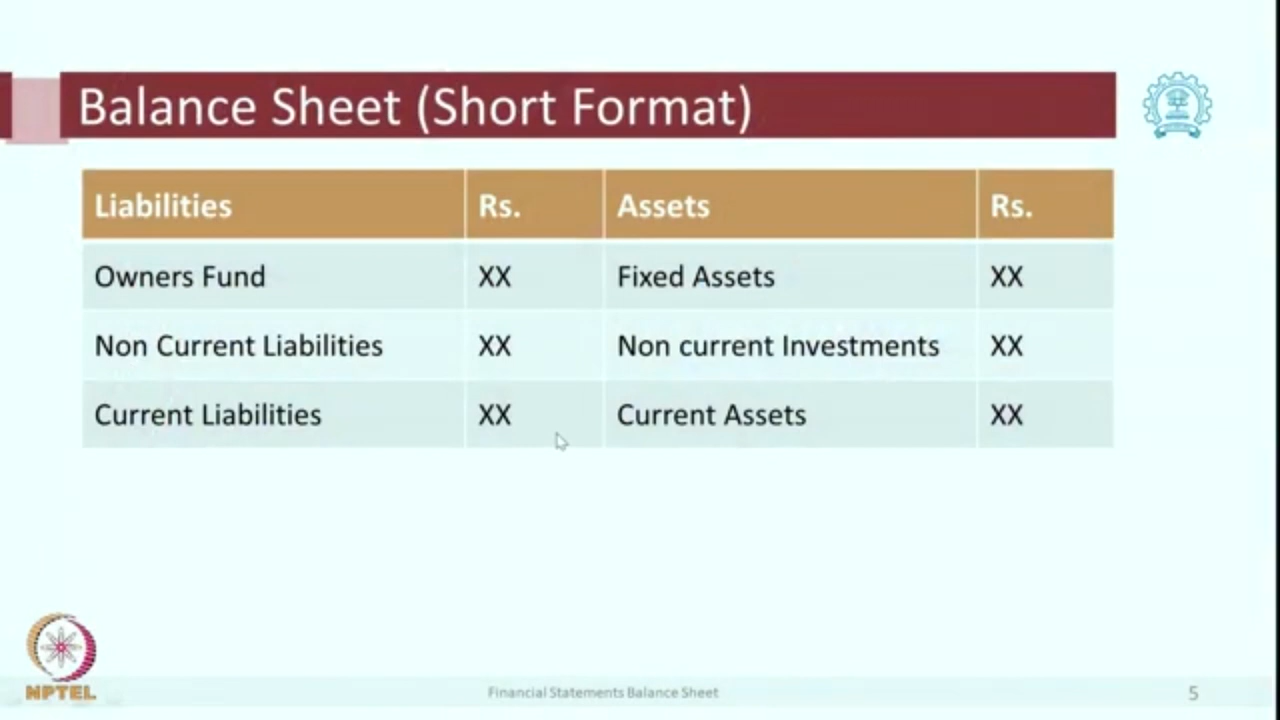 Balance Sheet (Short Format)
Liabilities Rs. Assets Rs.
Owners Fund XX Fixed Assets XX
Non Current Liabilities XX Non current Investments XX
Current Liabilities XX Current Assets XX
NPTEL
Financial Statements Balance Sheet
5